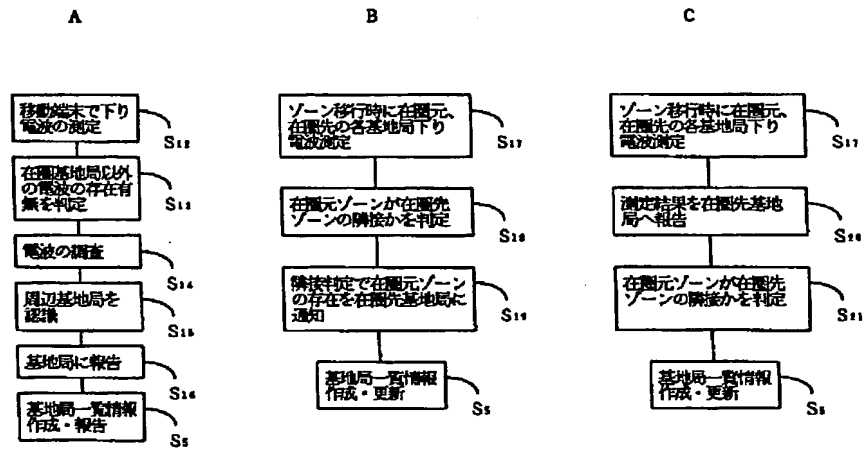 A
移動端末で下り
電波の測定
S12
在圏基地局以外
の電波の存在有
無を判定
S13
電波の調査
S14
周辺基地局を
認識
S15
基地局に報告
S16
基地局一覧情報
作成・報告
S5
B
ゾーン移行時に在圏元、
在圏先の各基地局下り
電波測定
S17
在圏元ゾーンが在圏先
ゾーンの隣接かを判定
S18
隣接判定で在圏元ゾーン
の存在を在圏先基地局に
通知
S19
基地局一覧情報
作成・更新
S5
C
ゾーン移行時に在圏元、
在圏先の各基地局下り
電波測定
S17
測定結果を在圏先基地
局へ報告
S20
在圏元ゾーンが在圏先
ゾーンの隣接かを判定
S21
基地局一覧情報
作成・更新
S5